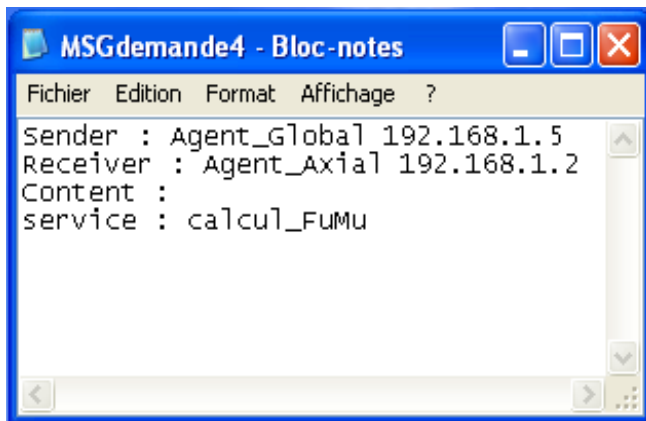 MSGdemande4 - Bloc-notes
Fichier Edition Format Affichage ?
Sender : Agent_Global 192.168.1.5
Receiver : Agent_Axial 192.168.1.2
Content :
service : calcul_FuMu